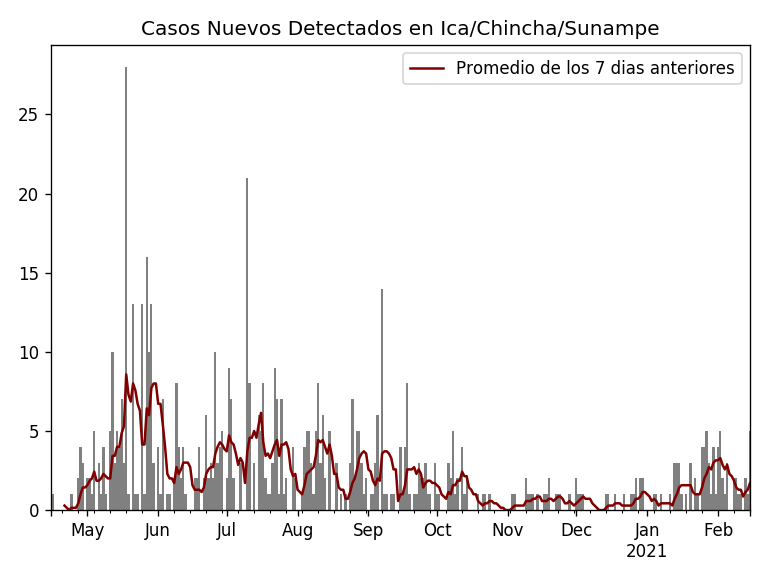 Casos Nuevos Detectados en Ica/Chincha/Sunampe
Promedio de los 7 dias anteriores
25
20
15
10
5
0
May Jun Jul Aug Sep Oct Nov Dec Jan Feb
2021